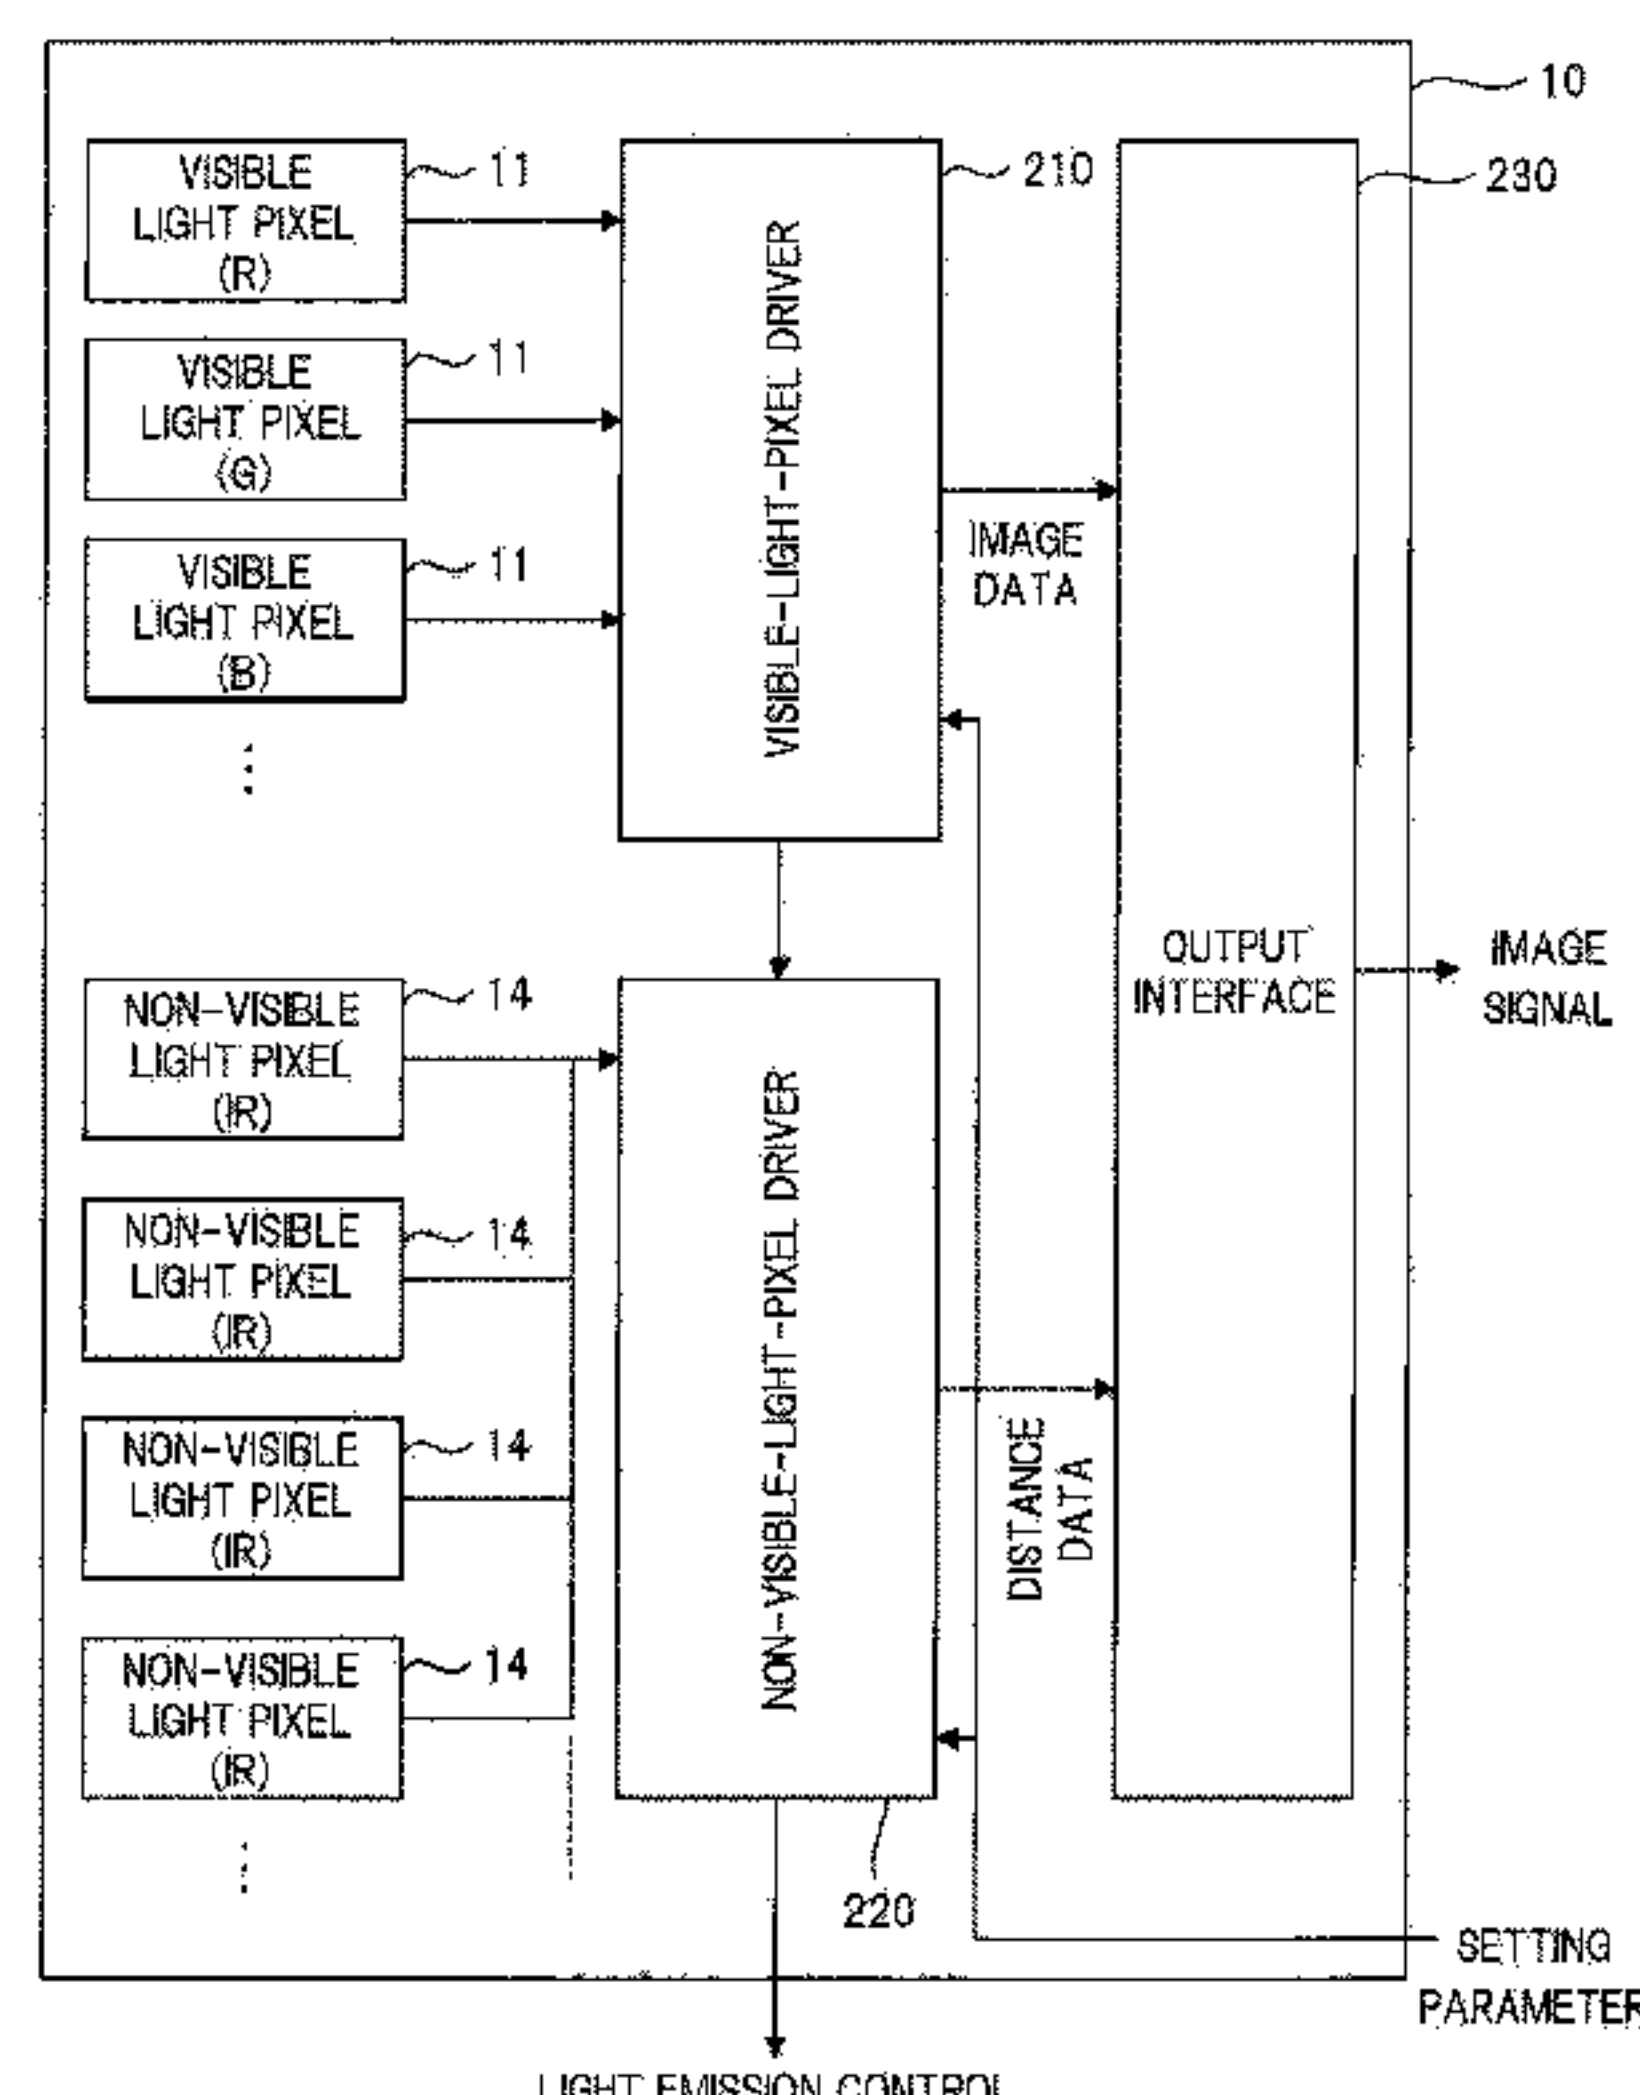 10
VISIBLE
LIGHT PIXEL
(R)
11
VISIBLE
LIGHT PIXEL
(G)
11
VISIBLE
LIGHT PIXEL
(B)
11
VISIBLE-LIGHT-PIXEL DRIVER
210
230
IMAGE
DATA
OUTPUT
INTERFACE
IMAGE
SIGNAL
NON-VISIBLE
LIGHT PIXEL
(IR)
14
NON-VISIBLE
LIGHT PIXEL
(IR)
14
NON-VISIBLE
LIGHT PIXEL
(IR)
14
NON-VISIBLE
LIGHT PIXEL
(IR)
14
NON-VISIBLE-LIGHT-PIXEL DRIVER
DISTANCE
DATA
220
SETTING
PARAMETER
LIGHT EMISSION CONTROL